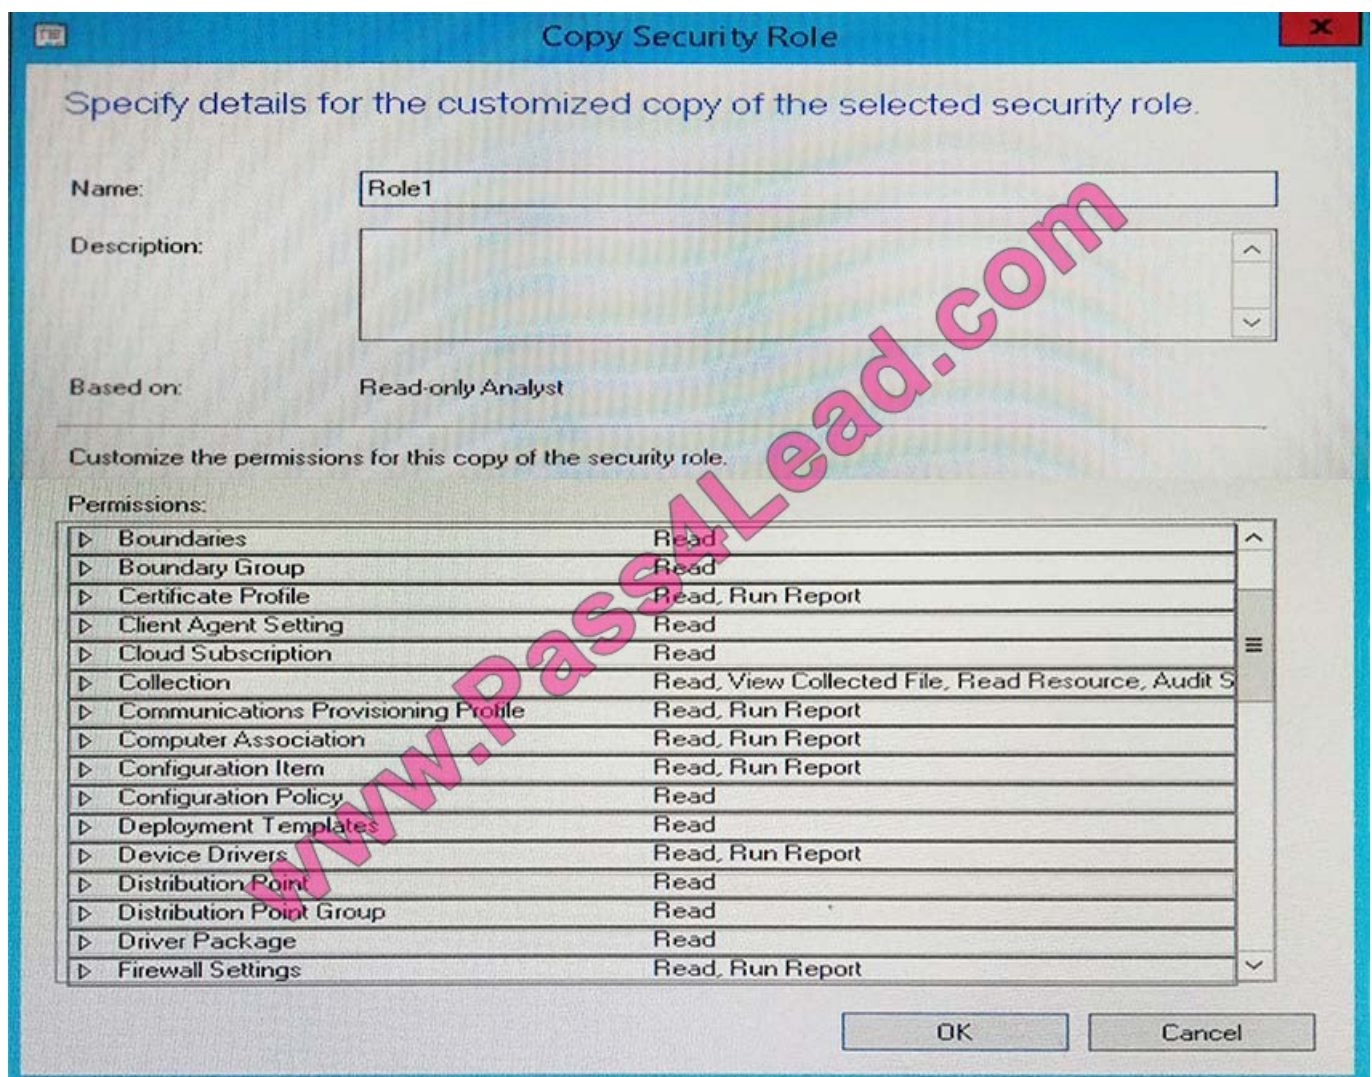 Copy Security Role
x
Specify details for the customized copy of the selected security role.
Name: Role1
Description:
Based on: Read-only Analyst
Customize the permissions for this copy of the security role.
Permissions:
Boundaries Read
Boundary Group Read
Certificate Profile Read, Run Report
Client Agent Setting Read
Cloud Subscription Read
Collection Read, View Collected File, Read Resource, Audit S
Communications Provisioning Profile Read, Run Report
Computer Association Read, Run Report
Configuration Item Read, Run Report
Configuration Policy Read
Deployment Templates Read
Device Drivers Read, Run Report
Distribution Point Read
Distribution Point Group Read
Driver Package Read
Firewall Settings Read, Run Report
OK Cancel
www.Pass4Lead.com